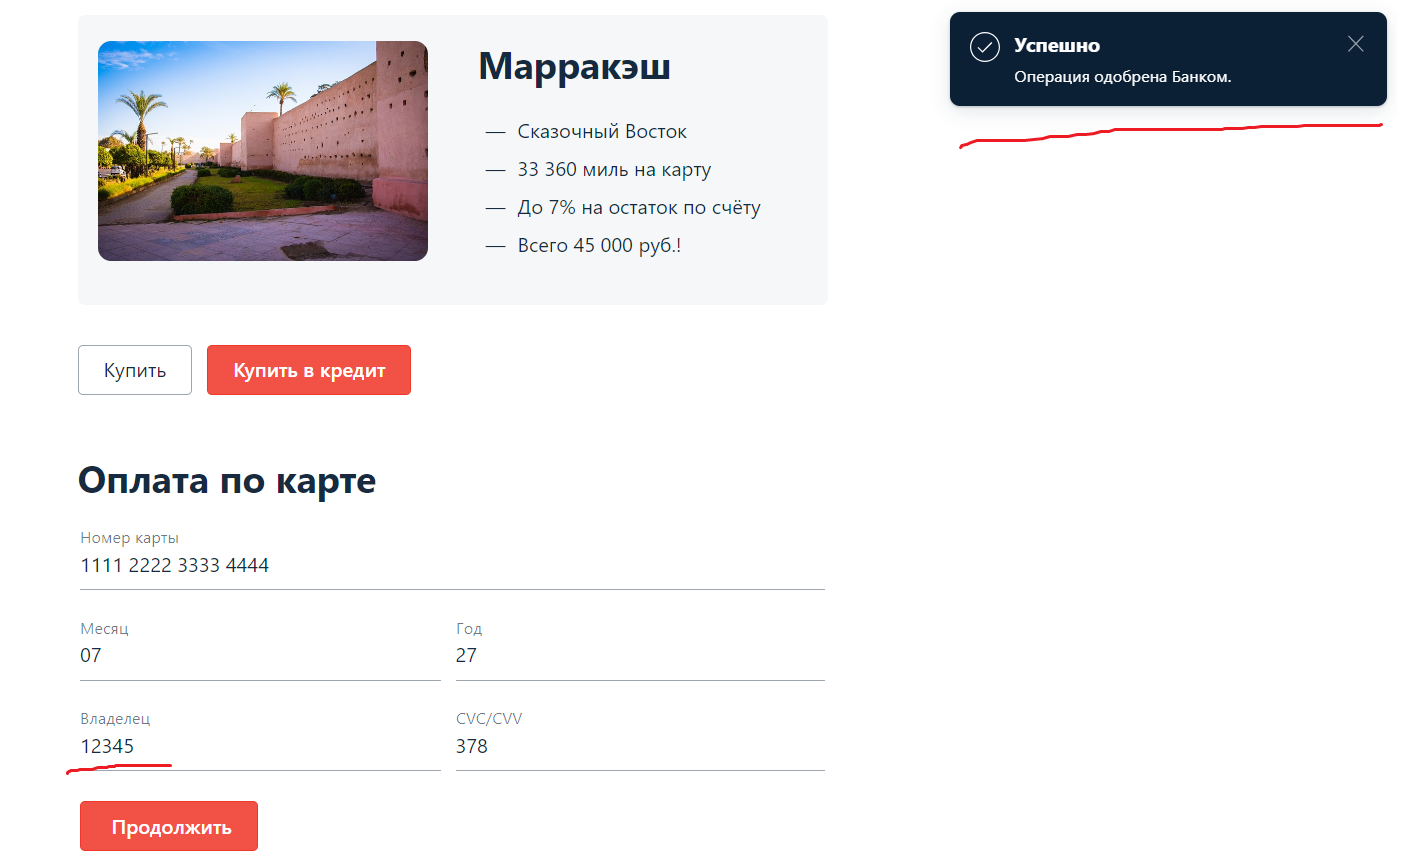 Марракэш
— Сказочный Восток
— 33 360 миль на карту
— До 7% на остаток по счёту
— Всего 45 000 руб.!
Успешно
Операция одобрена Банком.
Купить
Купить в кредит
Оплата по карте
Номер карты
1111 2222 3333 4444
Месяц
07
Год
27
Владелец
12345
CVC/CVV
378
Продолжить